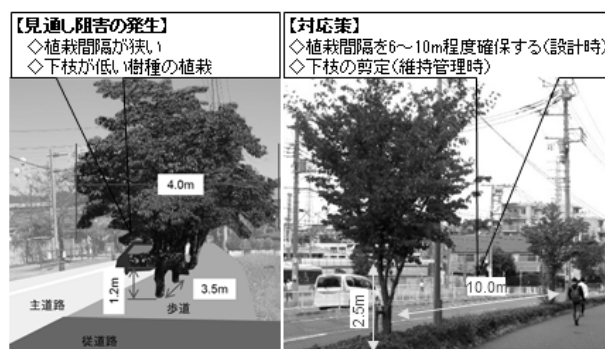 【見通し阻害の発生】
◇植栽間隔が狭い
◇下枝が低い樹種の植栽
4.0m
1.2m
3.5m
主道路
歩道
従道路
【対応策】
◇植栽間隔を6～10m程度確保する(設計時)
◇下枝の剪定(維持管理時)
10.0m
2.5m